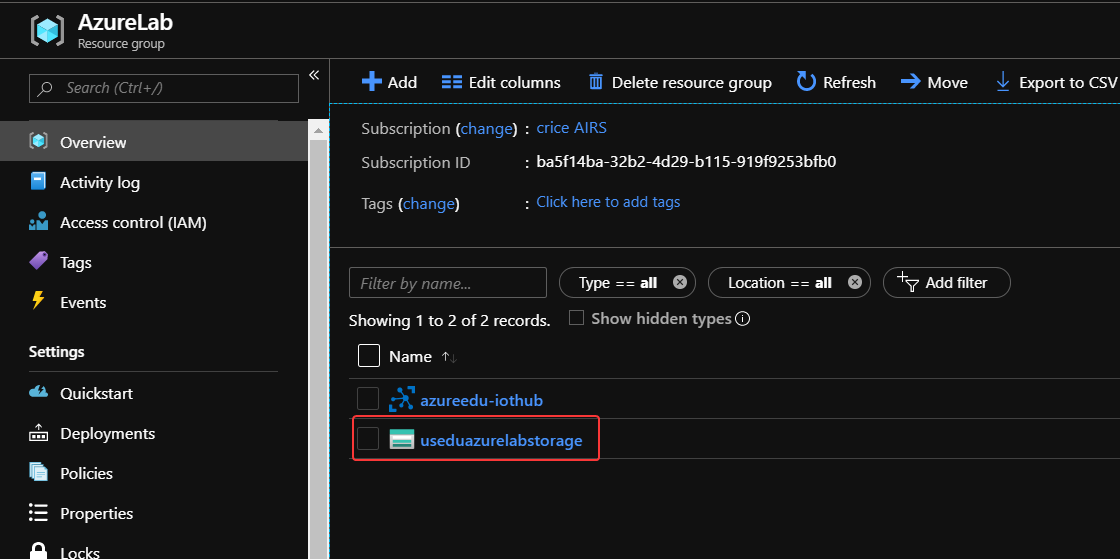 AzureLab
Resource group
Search (Ctrl+/)
«
Overview
Activity log
Access control (IAM)
Tags
Events
Settings
Quickstart
Deployments
Policies
Properties
Locks
Add Edit columns Delete resource group Refresh Move Export to CSV
Subscription (change) : crice AIRS
Subscription ID : ba5f14ba-32b2-4d29-b115-919f9253bfb0
Tags (change) : Click here to add tags
Filter by name... Type == all Location == all Add filter
Showing 1 to 2 of 2 records. Show hidden types
Name ↑↓
azureedu-iothub
useduazurelabstorage